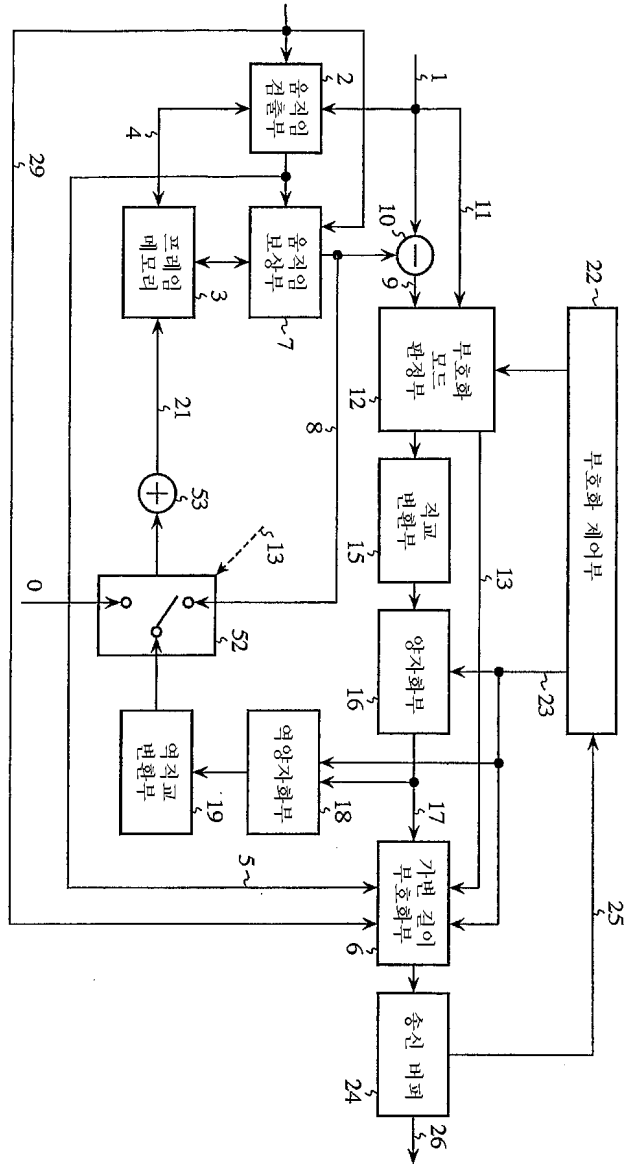 1
2
움직임
검출부
4
29
10
11
프레임
메모리
3
움직임
보상부
7
9
22
부호화
모드
판정부
12
8
21
부호화 제어부
53
직교
변환부
15
13
13
0
52
양자화부
16
23
역직교
변환부
19
역양자화부
18
17
5
가변 길이
부호화부
6
25
송신 버퍼
24
26